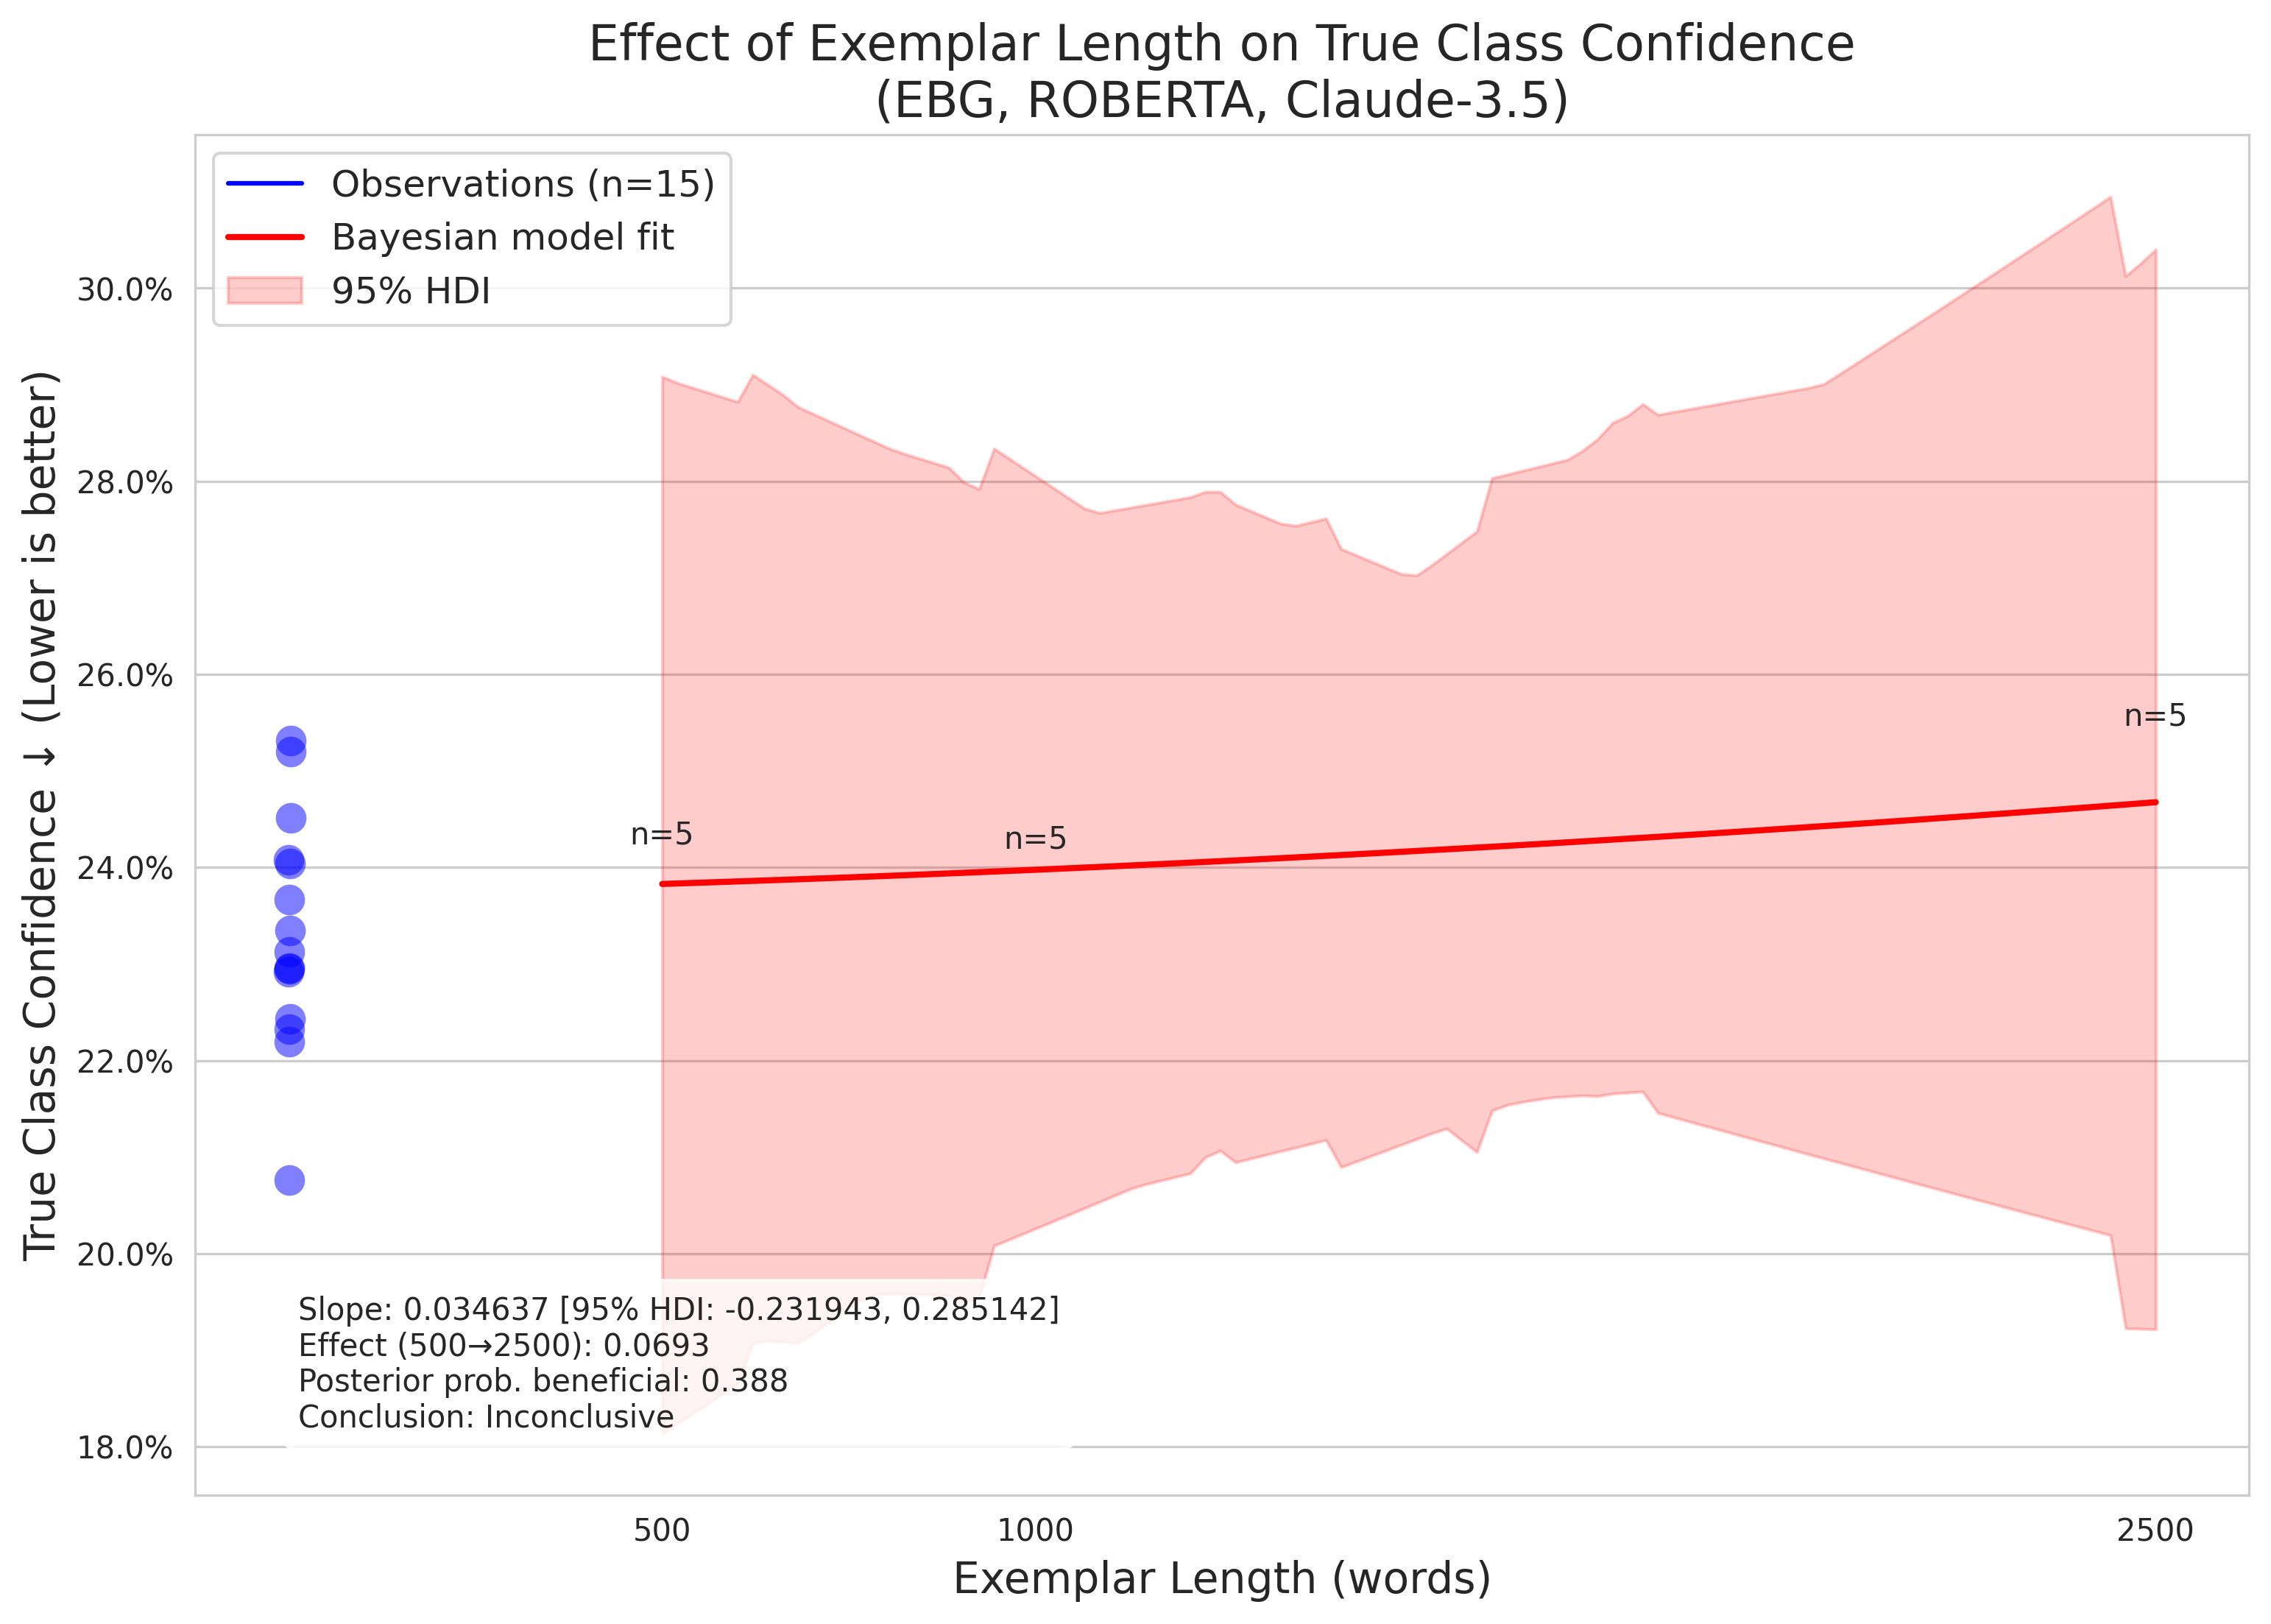 Effect of Exemplar Length on True Class Confidence
(EBG, ROBERTA, Claude-3.5)
Observations (n=15)
Bayesian model fit
95% HDI
True Class Confidence ↓ (Lower is better)
30.0%
28.0%
26.0%
24.0%
22.0%
20.0%
18.0%
n=5
n=5
n=5
Slope: 0.034637 [95% HDI: -0.231943, 0.285142]
Effect (500→2500): 0.0693
Posterior prob. beneficial: 0.388
Conclusion: Inconclusive
500
1000
2500
Exemplar Length (words)